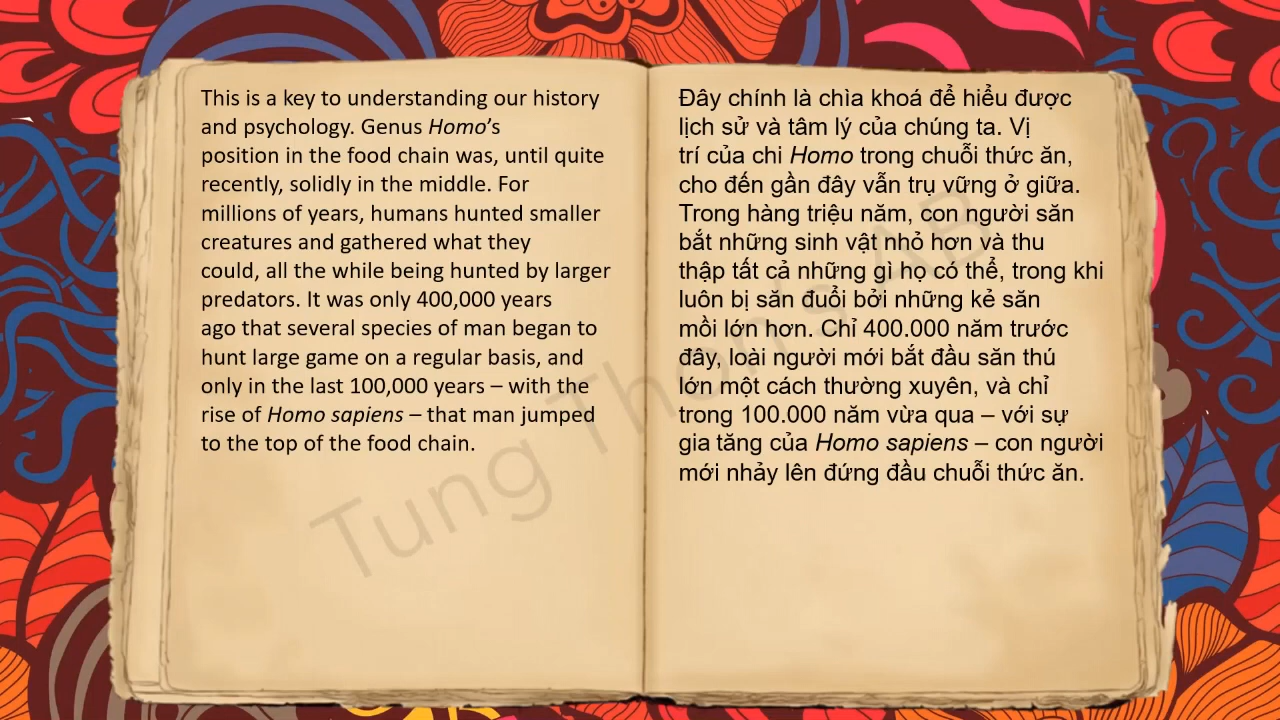 This is a key to understanding our history
and psychology. Genus Homo's
position in the food chain was, until quite
recently, solidly in the middle. For
millions of years, humans hunted smaller
creatures and gathered what they
could, all the while being hunted by larger
predators. It was only 400,000 years
ago that several species of man began to
hunt large game on a regular basis, and
only in the last 100,000 years – with the
rise of Homo sapiens – that man jumped
to the top of the food chain.
Đây chính là chìa khoá để hiểu được
lịch sử và tâm lý của chúng ta. Vị
trí của chi Homo trong chuỗi thức ăn,
cho đến gần đây vẫn trụ vững ở giữa.
Trong hàng triệu năm, con người săn
bắt những sinh vật nhỏ hơn và thu
thập tất cả những gì họ có thể, trong khi
luôn bị săn đuổi bởi những kẻ săn
mồi lớn hơn. Chỉ 400.000 năm trước
đây, loài người mới bắt đầu săn thú
lớn một cách thường xuyên, và chỉ
trong 100.000 năm vừa qua – với sự
gia tăng của Homo sapiens – con người
mới nhảy lên đứng đầu chuỗi thức ăn.
Tung Thon's AB